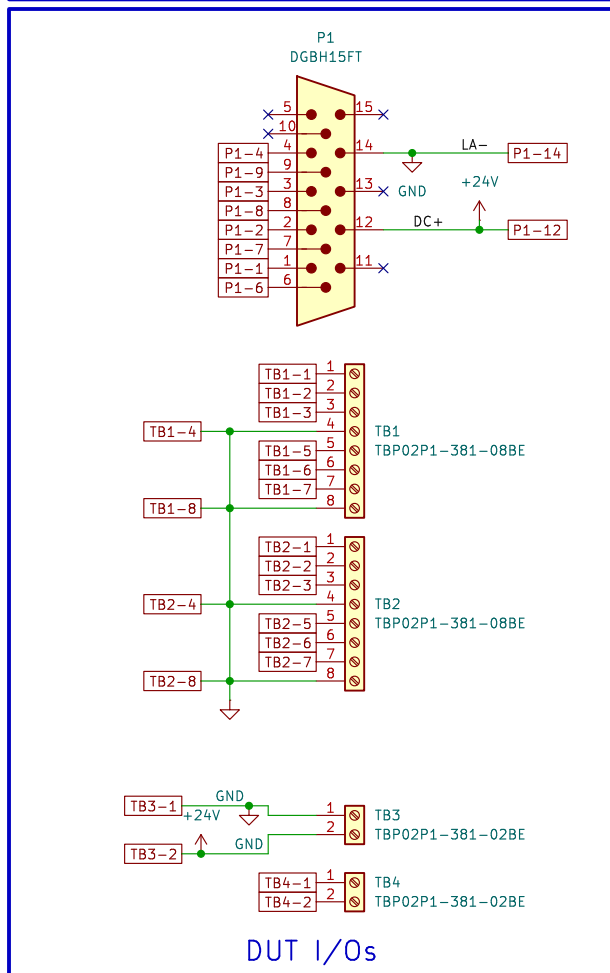 P1
DGBH15FT
5 15
10
P1-4 4 14 LA- P1-14
P1-9 9
P1-3 3 13 GND +24V
P1-8 8
P1-2 2 12 DC+ P1-12
P1-7 7
P1-1 1 11
P1-6 6
TB1-1 1
TB1-2 2
TB1-3 3
TB1-4 4 TB1
TB1-5 5 TBP02P1-381-08BE
TB1-6 6
TB1-7 7
TB1-8 8
TB2-1 1
TB2-2 2
TB2-3 3
TB2-4 4 TB2
TB2-5 5 TBP02P1-381-08BE
TB2-6 6
TB2-7 7
TB2-8 8
TB3-1 GND 1 TB3
+24V 2 TBP02P1-381-02BE
TB3-2 GND
TB4-1 1 TB4
TB4-2 2 TBP02P1-381-02BE
DUT I/Os